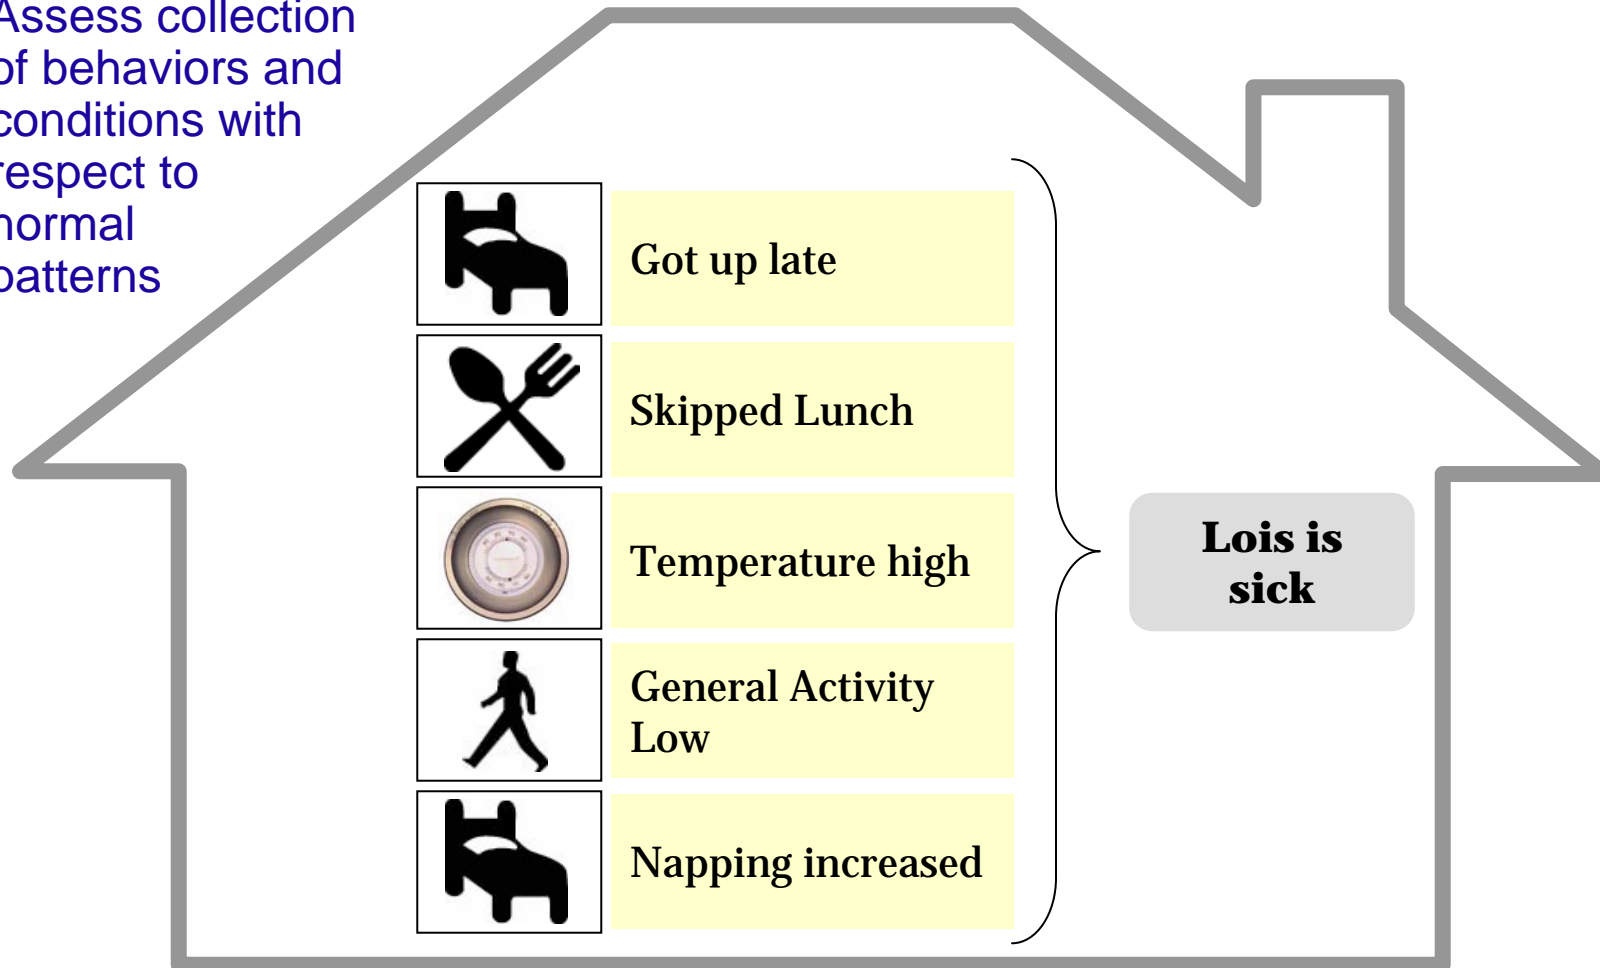 Assess collection
of behaviors and
conditions with
respect to
normal
patterns
Got up late
Skipped Lunch
Temperature high
General Activity
Low
Napping increased
Lois is
sick